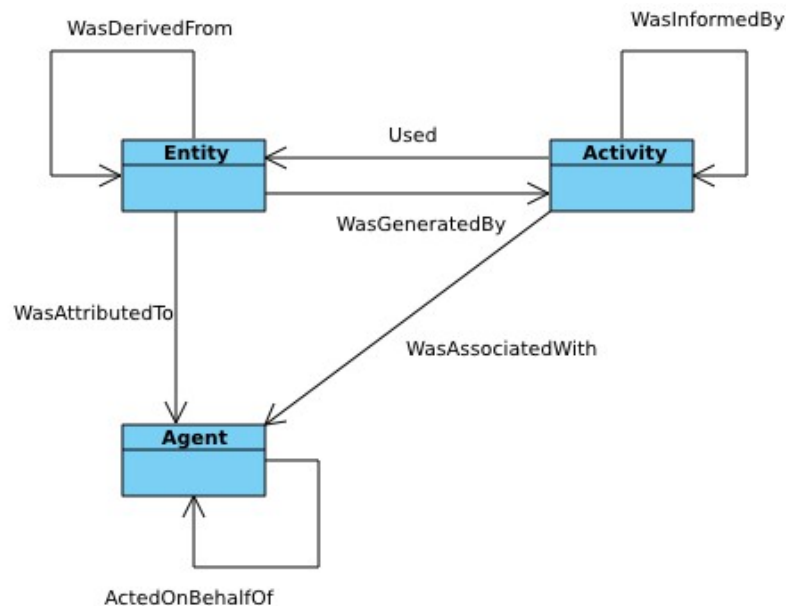 WasInformedBy
WasDerivedFrom
Used
Entity
Activity
WasGeneratedBy
WasAttributedTo
WasAssociatedWith
Agent
ActedOnBehalfOf